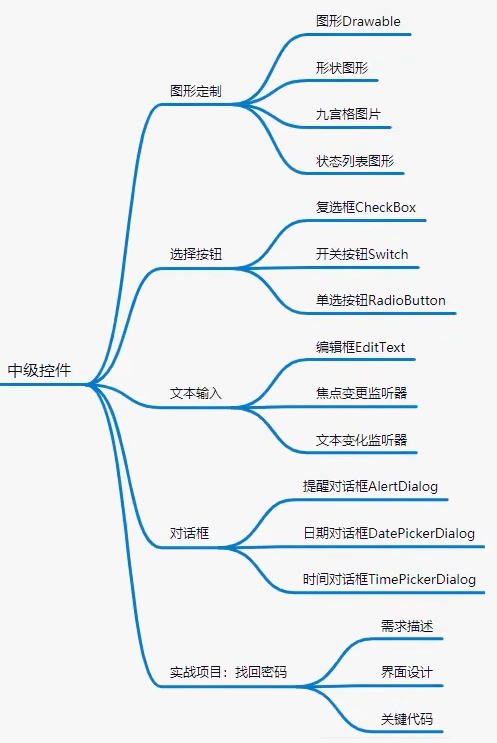 中级控件
图形定制
图形Drawable
形状图形
九宫格图片
状态列表图形
选择按钮
复选框CheckBox
开关按钮Switch
单选按钮RadioButton
文本输入
编辑框EditText
焦点变更监听器
文本变化监听器
对话框
提醒对话框AlertDialog
日期对话框DatePickerDialog
时间对话框TimePickerDialog
实战项目：找回密码
需求描述
界面设计
关键代码